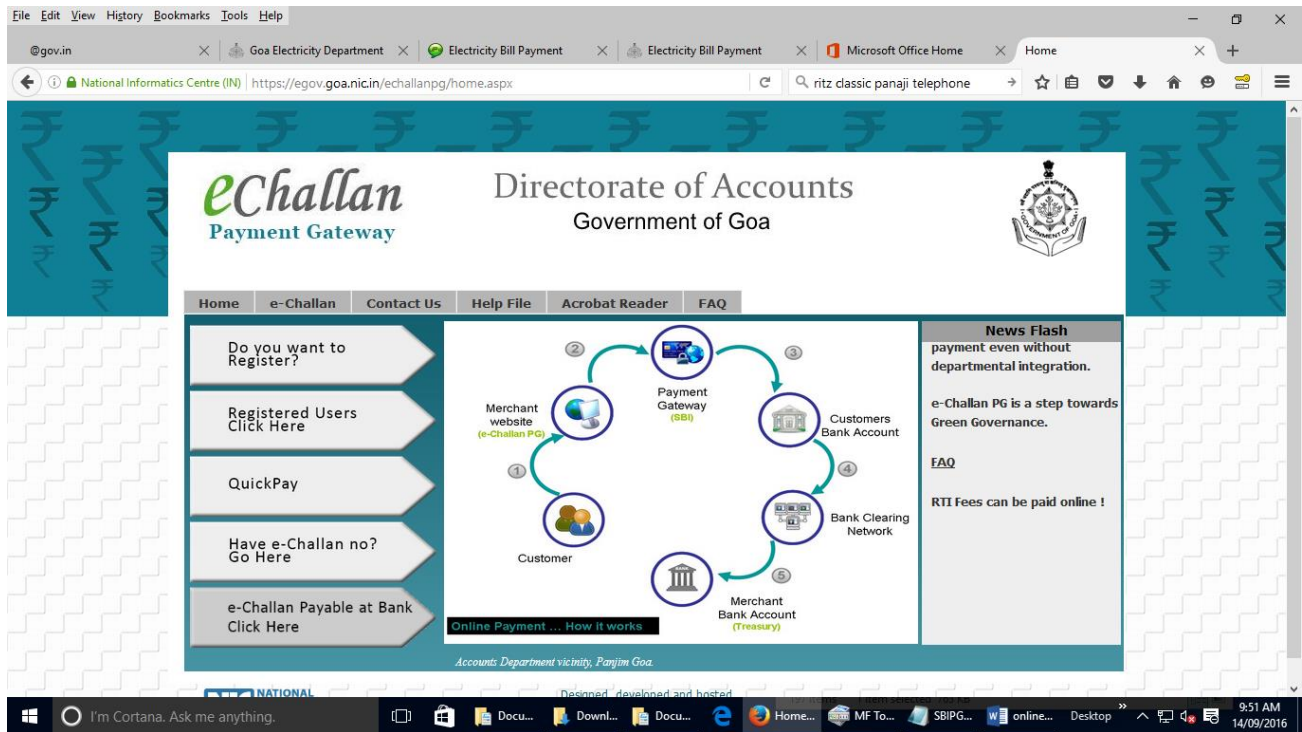 File Edit View History Bookmarks Tools Help
@gov.in
Goa Electricity Department
Electricity Bill Payment
Electricity Bill Payment
Microsoft Office Home
Home
National Informatics Centre (IN)
https://egov.goa.nic.in/echallanpg/home.aspx
ritz classic panaji telephone
eChallan
Payment Gateway
Directorate of Accounts
Government of Goa
Home e-Challan Contact Us Help File Acrobat Reader FAQ
Do you want to
Register?
Registered Users
Click Here
QuickPay
Have e-Challan no?
Go Here
e-Challan Payable at Bank
Click Here
2
Payment
Gateway
(SBI)
3
Merchant
website
(e-Challan PG)
Customers
Bank Account
1
4
Customer
Bank Clearing
Network
5
Merchant
Bank Account
(Treasury)
Online Payment ... How it works
News Flash
payment even without
departmental integration.
e-Challan PG is a step towards
Green Governance.
FAQ
RTI Fees can be paid online !
Accounts Department vicinity, Panjim Goa.
NATIONAL
Designed, developed and hosted
I'm Cortana. Ask me anything.
Docu...
Downl...
Docu...
Home...
MF To...
SBIPG...
online...
Desktop
9:51 AM
14/09/2016